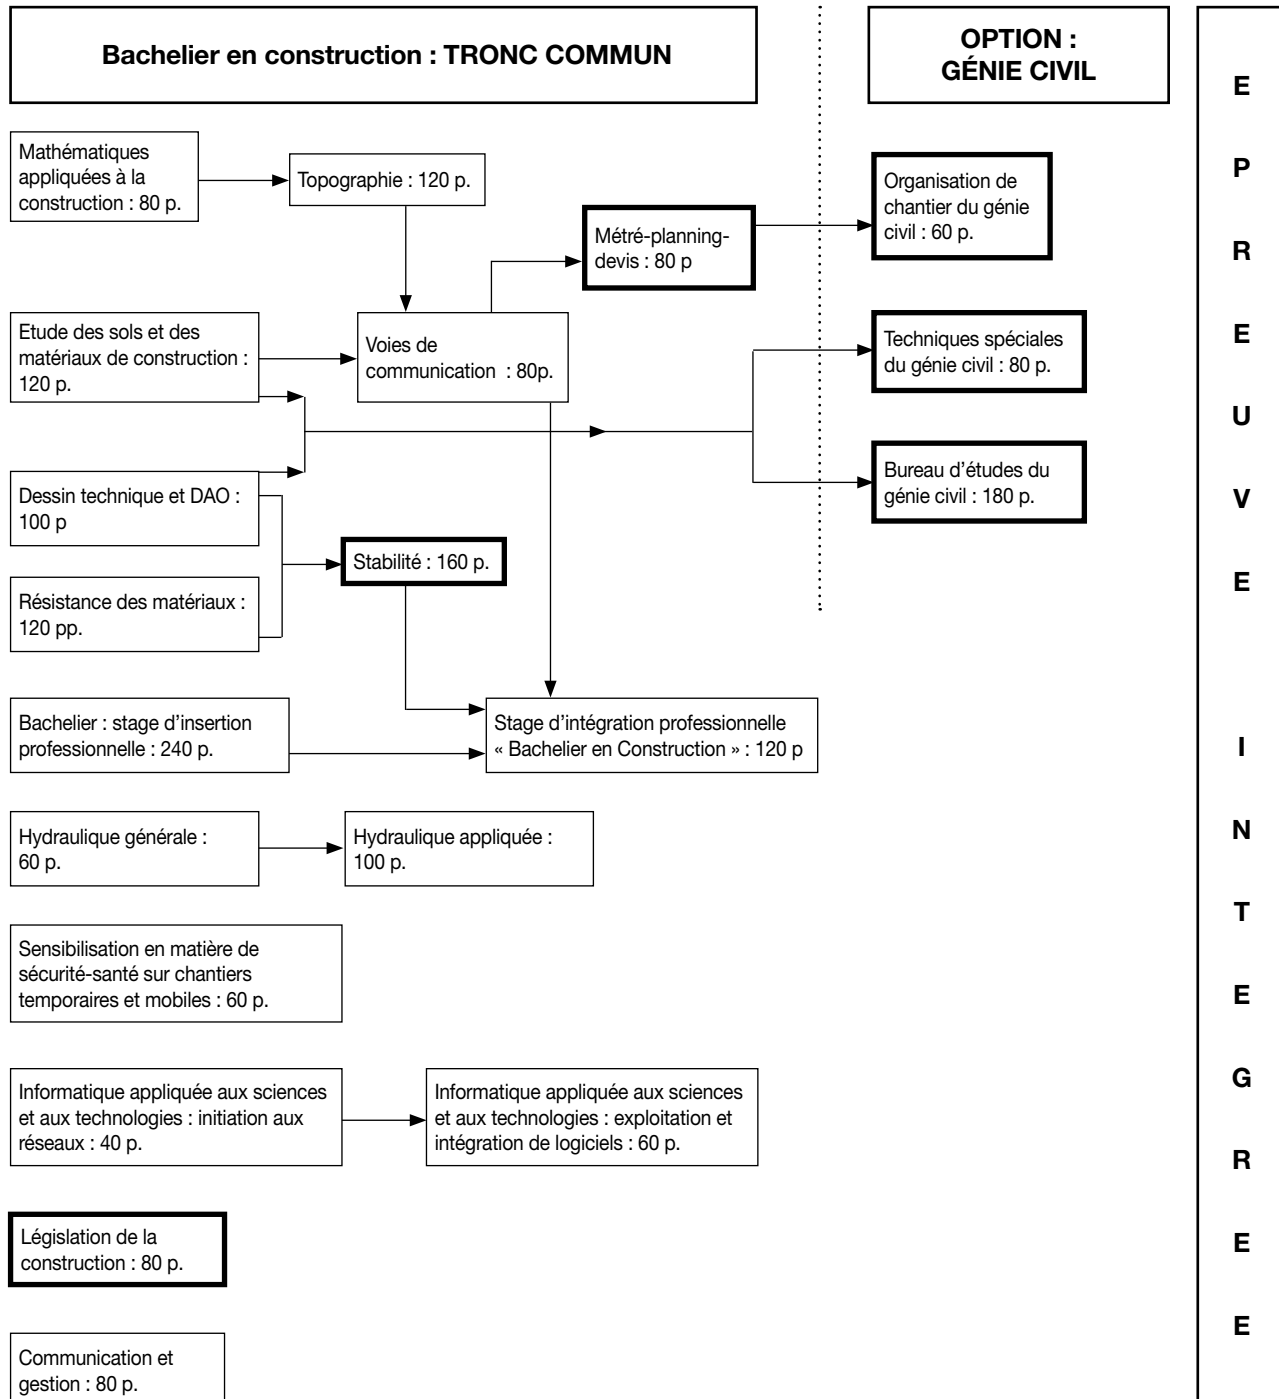 Bachelier en construction : TRONC COMMUN
OPTION :
GÉNIE CIVIL
Mathématiques
appliquées à la
construction : 80 p.
Topographie : 120 p.
Métré-planning-
devis : 80 p
Organisation de
chantier du génie
civil : 60 p.
Etude des sols et des
matériaux de construction :
120 p.
Voies de
communication : 80p.
Techniques spéciales
du génie civil : 80 p.
Dessin technique et DAO :
100 p
Bureau d'études du
génie civil : 180 p.
Stabilité : 160 p.
Résistance des matériaux :
120 pp.
Bachelier : stage d'insertion
professionnelle : 240 p.
Stage d'intégration professionnelle
« Bachelier en Construction » : 120 p
Hydraulique générale :
60 p.
Hydraulique appliquée :
100 p.
Sensibilisation en matière de
sécurité-santé sur chantiers
temporaires et mobiles : 60 p.
Informatique appliquée aux sciences
et aux technologies : initiation aux
réseaux : 40 p.
Informatique appliquée aux sciences
et aux technologies : exploitation et
intégration de logiciels : 60 p.
Législation de la
construction : 80 p.
Communication et
gestion : 80 p.
E
P
R
E
U
V
E
I
N
T
E
G
R
E
E